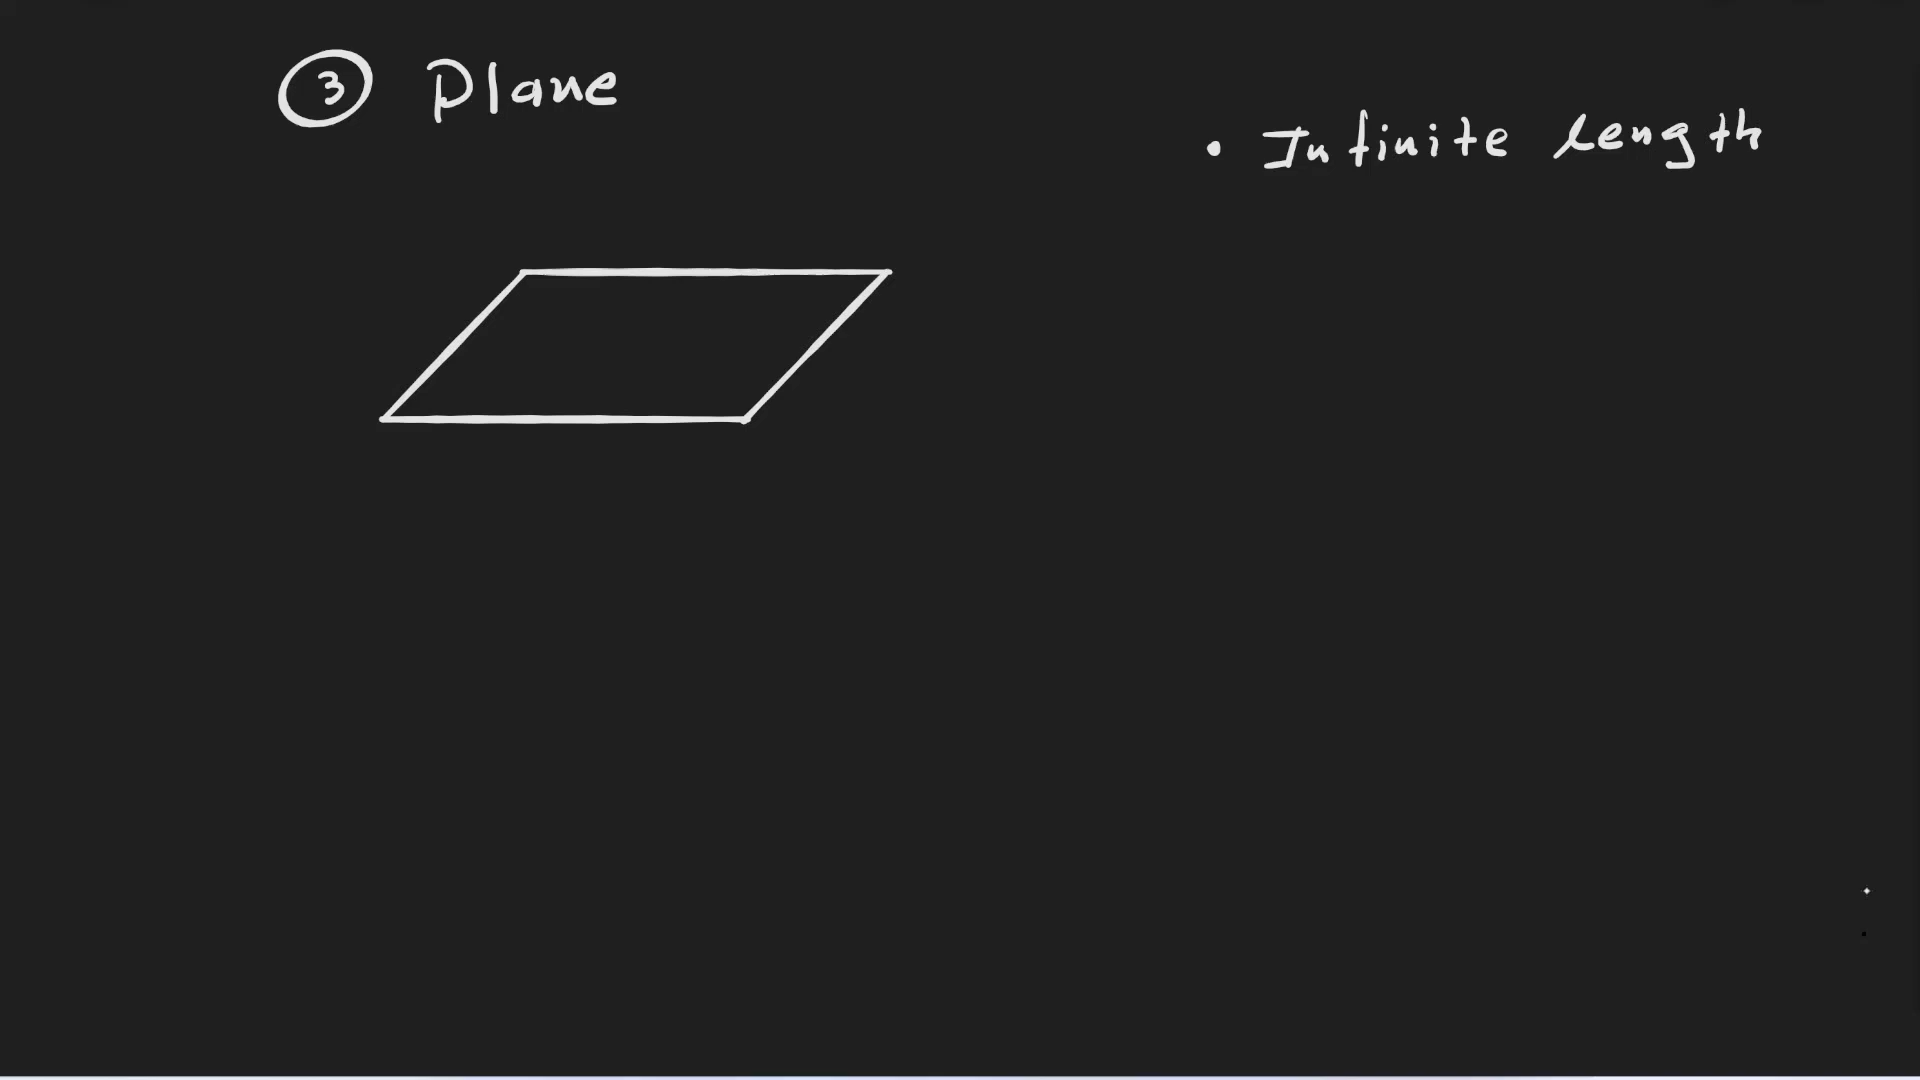 ③ Plane
• Infinite length